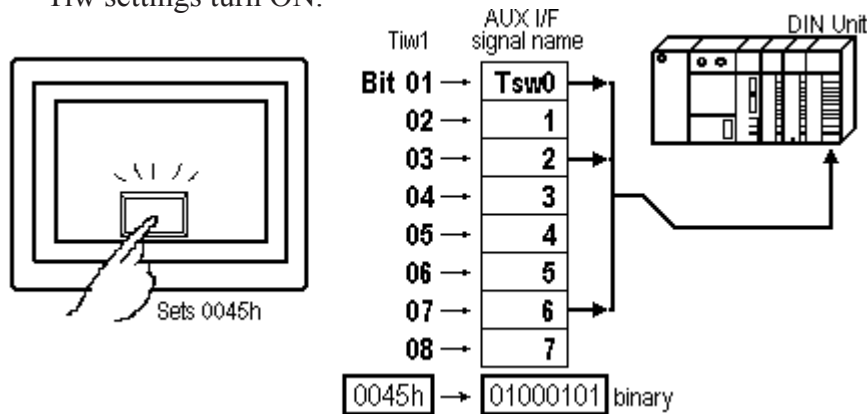 Tiw settings turn ON.
Tiw1
AUX I/F
signal name
DIN Unit
Bit 01 → Tsw0
02 → 1
03 → 2
04 → 3
05 → 4
06 → 5
07 → 6
08 → 7
Sets 0045h
0045h → 01000101 binary